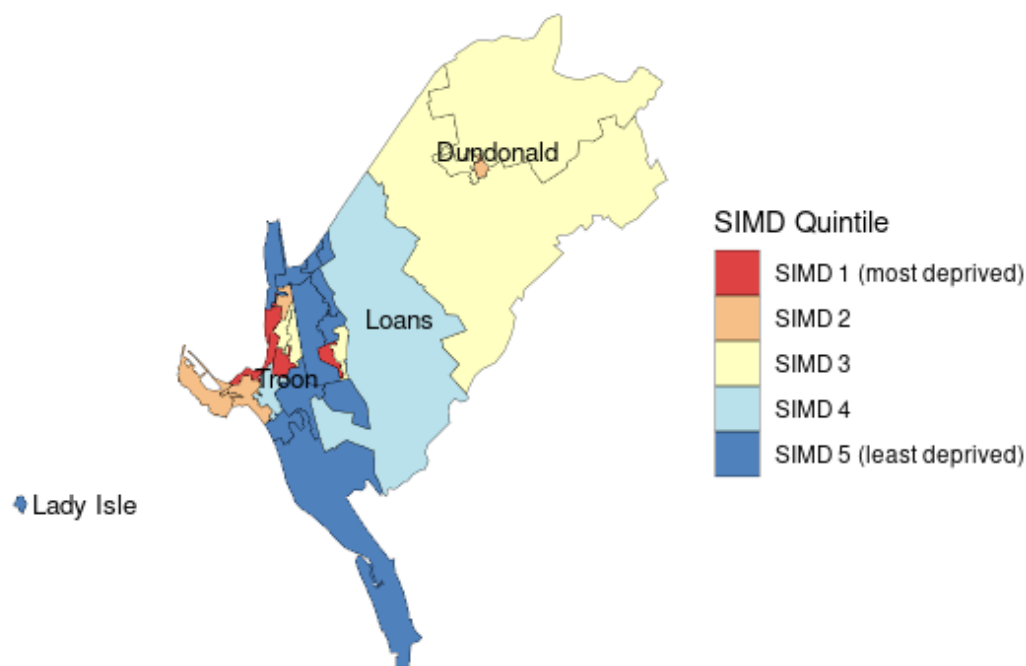 Dundonald
Loans
Troon
Lady Isle
SIMD Quintile
SIMD 1 (most deprived)
SIMD 2
SIMD 3
SIMD 4
SIMD 5 (least deprived)